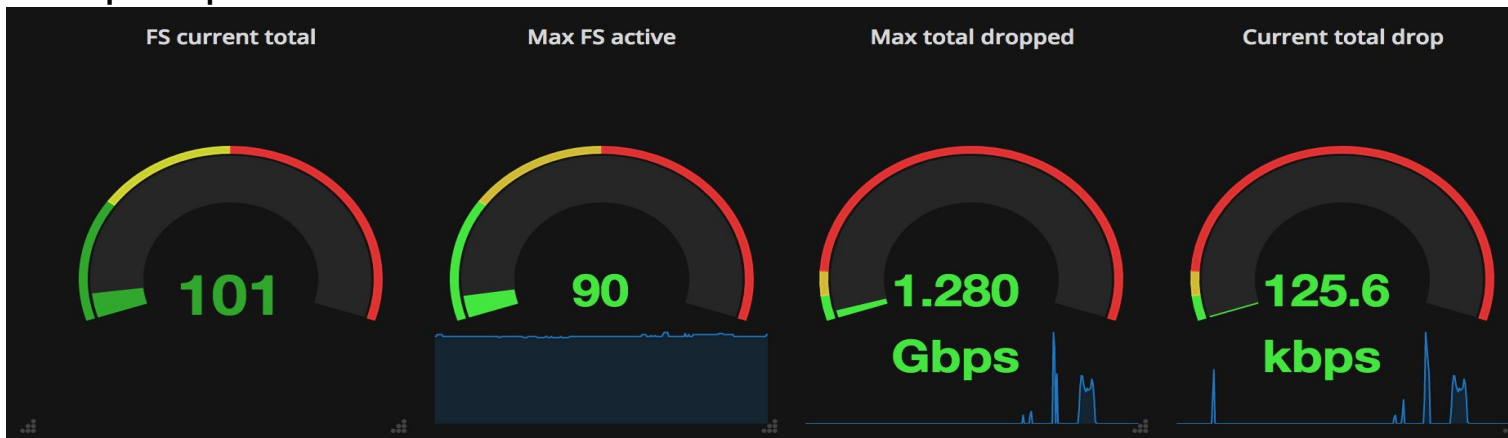 FS current total
Max FS active
Max total dropped
Current total drop
101
90
1.280
Gbps
125.6
kbps